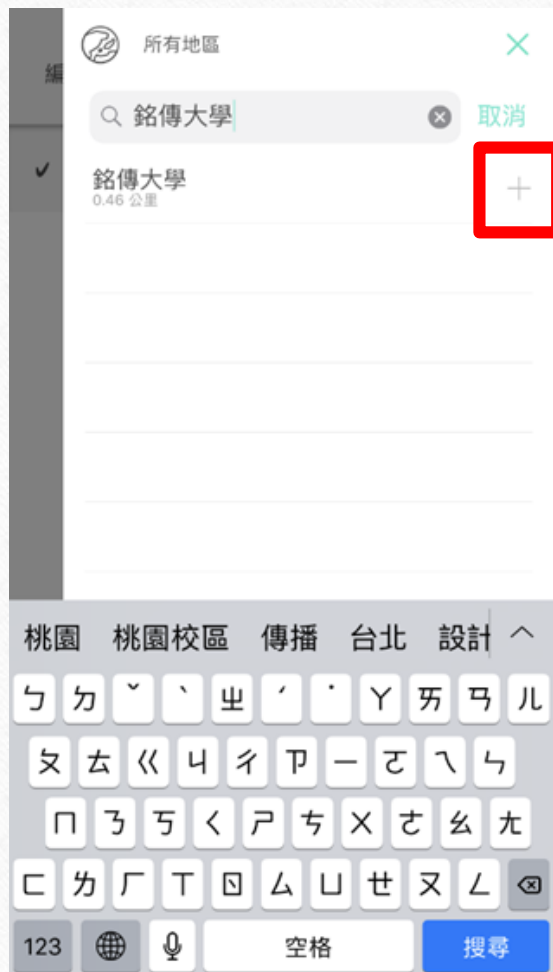 所有地區
編
銘傳大學
取消
銘傳大學
0.46 公里
桃園 桃園校區 傳播 台北 設計
ㄅ ㄉ ˇ ˋ ㄓ ˊ ˙ ㄚ ㄞ ㄢ ㄦ
ㄆ ㄊ ㄍ ㄐ ㄔ ㄗ ㄧ ㄛ ㄟ ㄣ
ㄇ ㄋ ㄎ ㄑ ㄕ ㄘ ㄨ ㄜ ㄠ ㄤ
ㄈ ㄌ ㄏ ㄒ ㄖ ㄙ ㄩ ㄝ ㄡ ㄥ
123 空格 搜尋